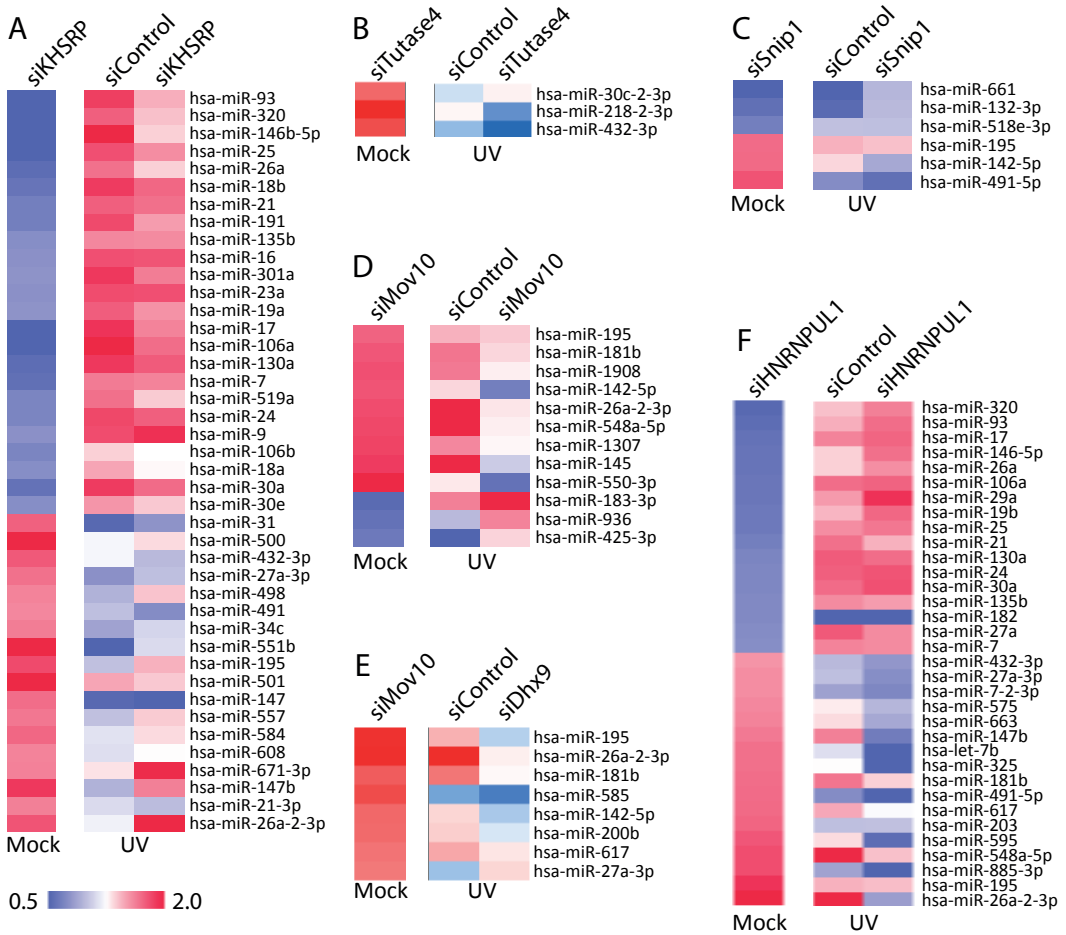 A
siKHSRP
siControl
siKHSRP
hsa-miR-93
hsa-miR-320
hsa-miR-146b-5p
hsa-miR-25
hsa-miR-26a
hsa-miR-18b
hsa-miR-21
hsa-miR-191
hsa-miR-135b
hsa-miR-16
hsa-miR-301a
hsa-miR-23a
hsa-miR-19a
hsa-miR-17
hsa-miR-106a
hsa-miR-130a
hsa-miR-7
hsa-miR-519a
hsa-miR-24
hsa-miR-9
hsa-miR-106b
hsa-miR-18a
hsa-miR-30a
hsa-miR-30e
hsa-miR-31
hsa-miR-500
hsa-miR-432-3p
hsa-miR-27a-3p
hsa-miR-498
hsa-miR-491
hsa-miR-34c
hsa-miR-551b
hsa-miR-195
hsa-miR-501
hsa-miR-147
hsa-miR-557
hsa-miR-584
hsa-miR-608
hsa-miR-671-3p
hsa-miR-147b
hsa-miR-21-3p
hsa-miR-26a-2-3p
Mock
UV
0.5
2.0
B
siTutase4
siControl
siTutase4
hsa-miR-30c-2-3p
hsa-miR-218-2-3p
hsa-miR-432-3p
Mock
UV
C
siSnip1
siControl
siSnip1
hsa-miR-661
hsa-miR-132-3p
hsa-miR-518e-3p
hsa-miR-195
hsa-miR-142-5p
hsa-miR-491-5p
Mock
UV
D
siMov10
siControl
siMov10
hsa-miR-195
hsa-miR-181b
hsa-miR-1908
hsa-miR-142-5p
hsa-miR-26a-2-3p
hsa-miR-548a-5p
hsa-miR-1307
hsa-miR-145
hsa-miR-550-3p
hsa-miR-183-3p
hsa-miR-936
hsa-miR-425-3p
Mock
UV
E
siMov10
siControl
siDhx9
hsa-miR-195
hsa-miR-26a-2-3p
hsa-miR-181b
hsa-miR-585
hsa-miR-142-5p
hsa-miR-200b
hsa-miR-617
hsa-miR-27a-3p
Mock
UV
F
siHNRNPUL1
siControl
siHNRNPUL1
hsa-miR-320
hsa-miR-93
hsa-miR-17
hsa-miR-146-5p
hsa-miR-26a
hsa-miR-106a
hsa-miR-29a
hsa-miR-19b
hsa-miR-25
hsa-miR-21
hsa-miR-130a
hsa-miR-24
hsa-miR-30a
hsa-miR-135b
hsa-miR-182
hsa-miR-27a
hsa-miR-7
hsa-miR-432-3p
hsa-miR-27a-3p
hsa-miR-7-2-3p
hsa-miR-575
hsa-miR-663
hsa-miR-147b
hsa-let-7b
hsa-miR-325
hsa-miR-181b
hsa-miR-491-5p
hsa-miR-617
hsa-miR-203
hsa-miR-595
hsa-miR-548a-5p
hsa-miR-885-3p
hsa-miR-195
hsa-miR-26a-2-3p
Mock
UV